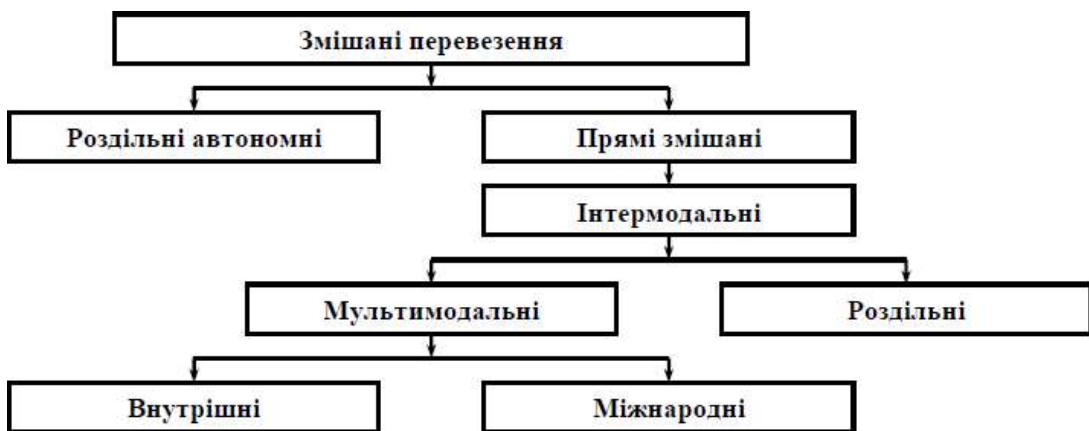 Змішані перевезення
Роздільні автономні
Прямі змішані
Інтермодальні
Мультимодальні
Роздільні
Внутрішні
Міжнародні